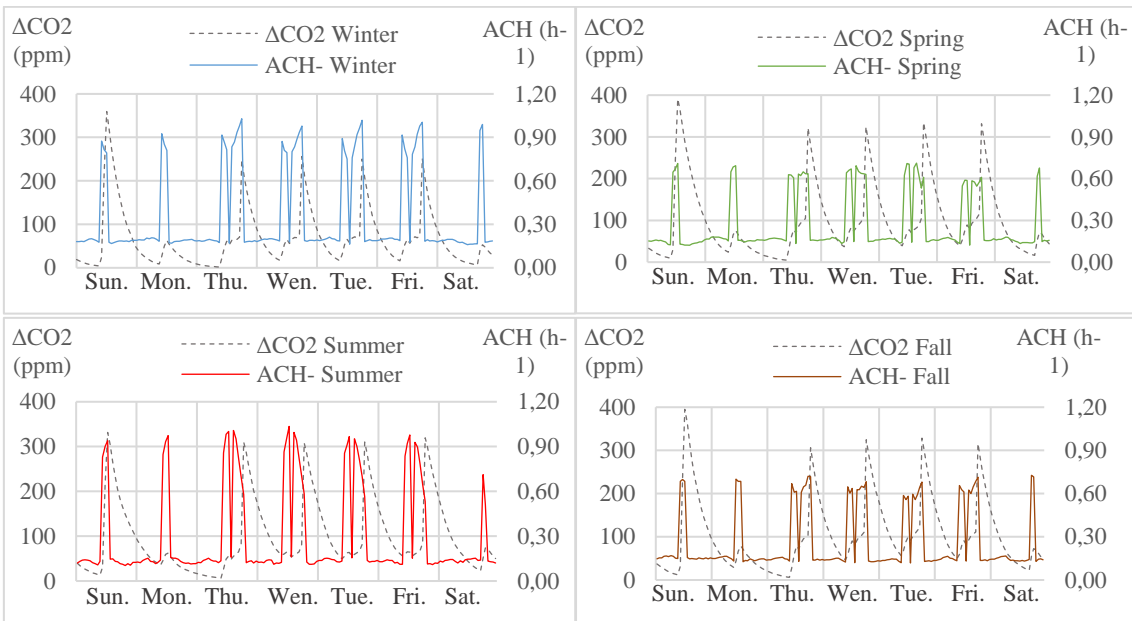 ΔCO2
(ppm)
ΔCO2 Winter
ACH- Winter
ACH (h-
1)
400
300
200
100
0
1,20
0,90
0,60
0,30
0,00
Sun. Mon. Thu. Wen. Tue. Fri. Sat.
ΔCO2
(ppm)
ΔCO2 Spring
ACH- Spring
ACH (h-
1)
400
300
200
100
0
1,20
0,90
0,60
0,30
0,00
Sun. Mon. Thu. Wen. Tue. Fri. Sat.
ΔCO2
(ppm)
ΔCO2 Summer
ACH- Summer
ACH (h-
1)
400
300
200
100
0
1,20
0,90
0,60
0,30
0,00
Sun. Mon. Thu. Wen. Tue. Fri. Sat.
ΔCO2
(ppm)
ΔCO2 Fall
ACH- Fall
ACH (h-
1)
400
300
200
100
0
1,20
0,90
0,60
0,30
0,00
Sun. Mon. Thu. Wen. Tue. Fri. Sat.